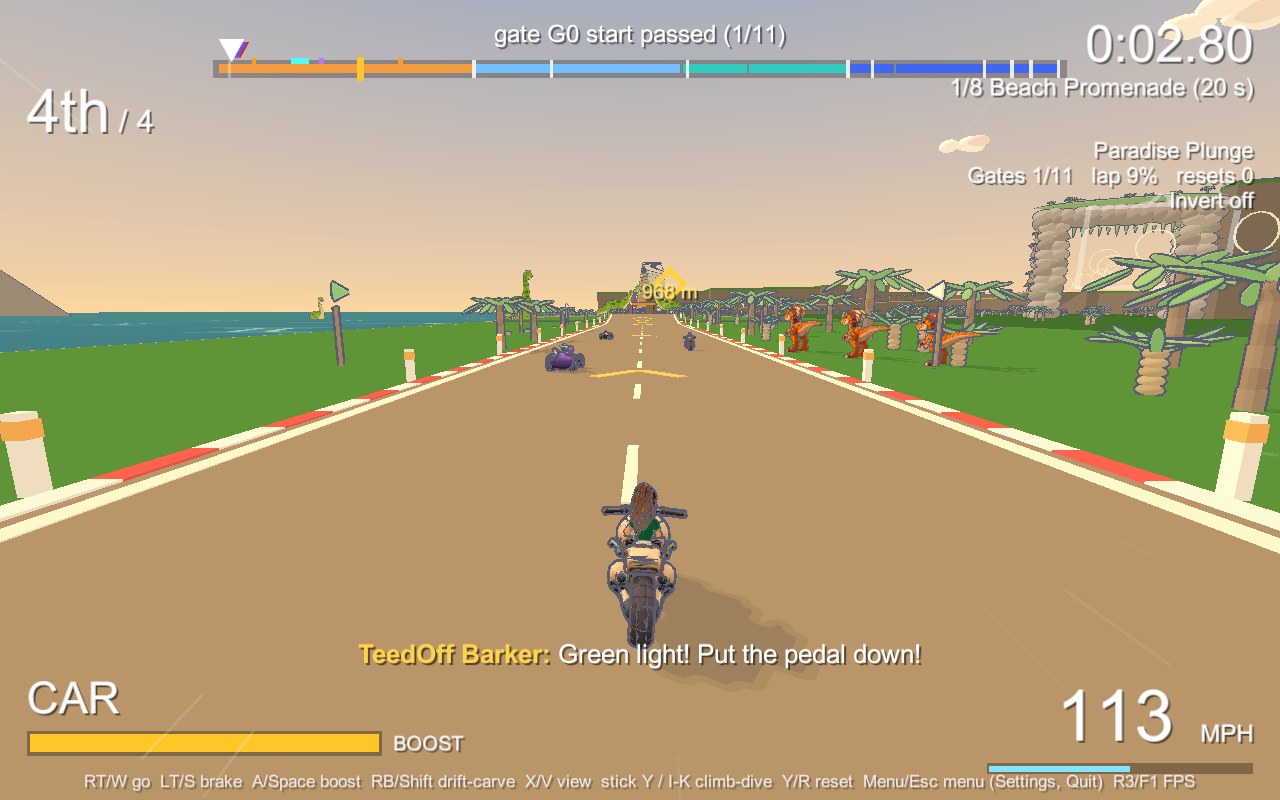 gate G0 start passed (1/11)
0:02.80
1/8 Beach Promenade (20 s)
4th / 4
Paradise Plunge
Gates 1/11 lap 9% resets 0
Invert off
968 m
TeedOff Barker: Green light! Put the pedal down!
CAR
BOOST
113 MPH
RT/W go LT/S brake A/Space boost RB/Shift drift-carve X/V view stick Y / I-K climb-dive Y/R reset Menu/Esc menu (Settings, Quit) R3/F1 FPS